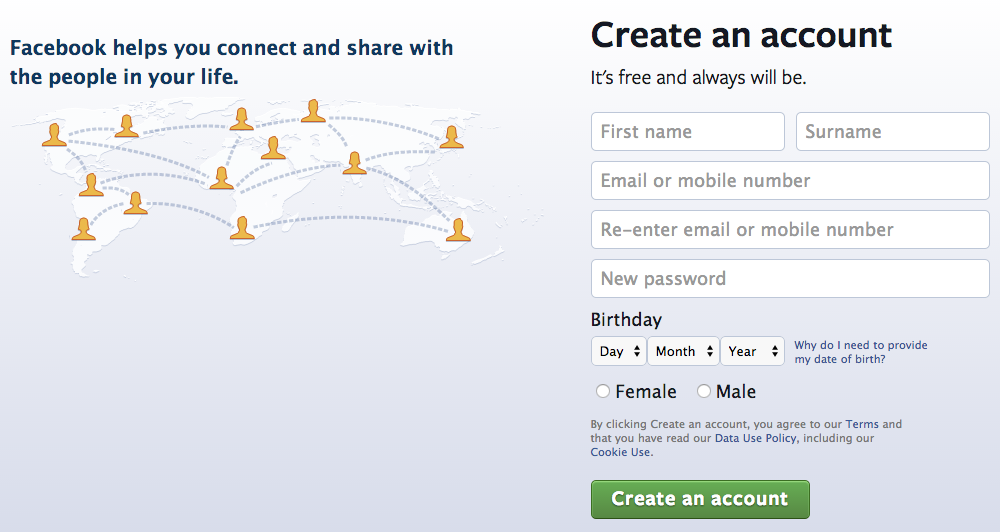 Facebook helps you connect and share with
the people in your life.
Create an account
It's free and always will be.
First name
Surname
Email or mobile number
Re-enter email or mobile number
New password
Birthday
Day
Month
Year
Why do I need to provide
my date of birth?
Female
Male
By clicking Create an account, you agree to our Terms and
that you have read our Data Use Policy, including our
Cookie Use.
Create an account